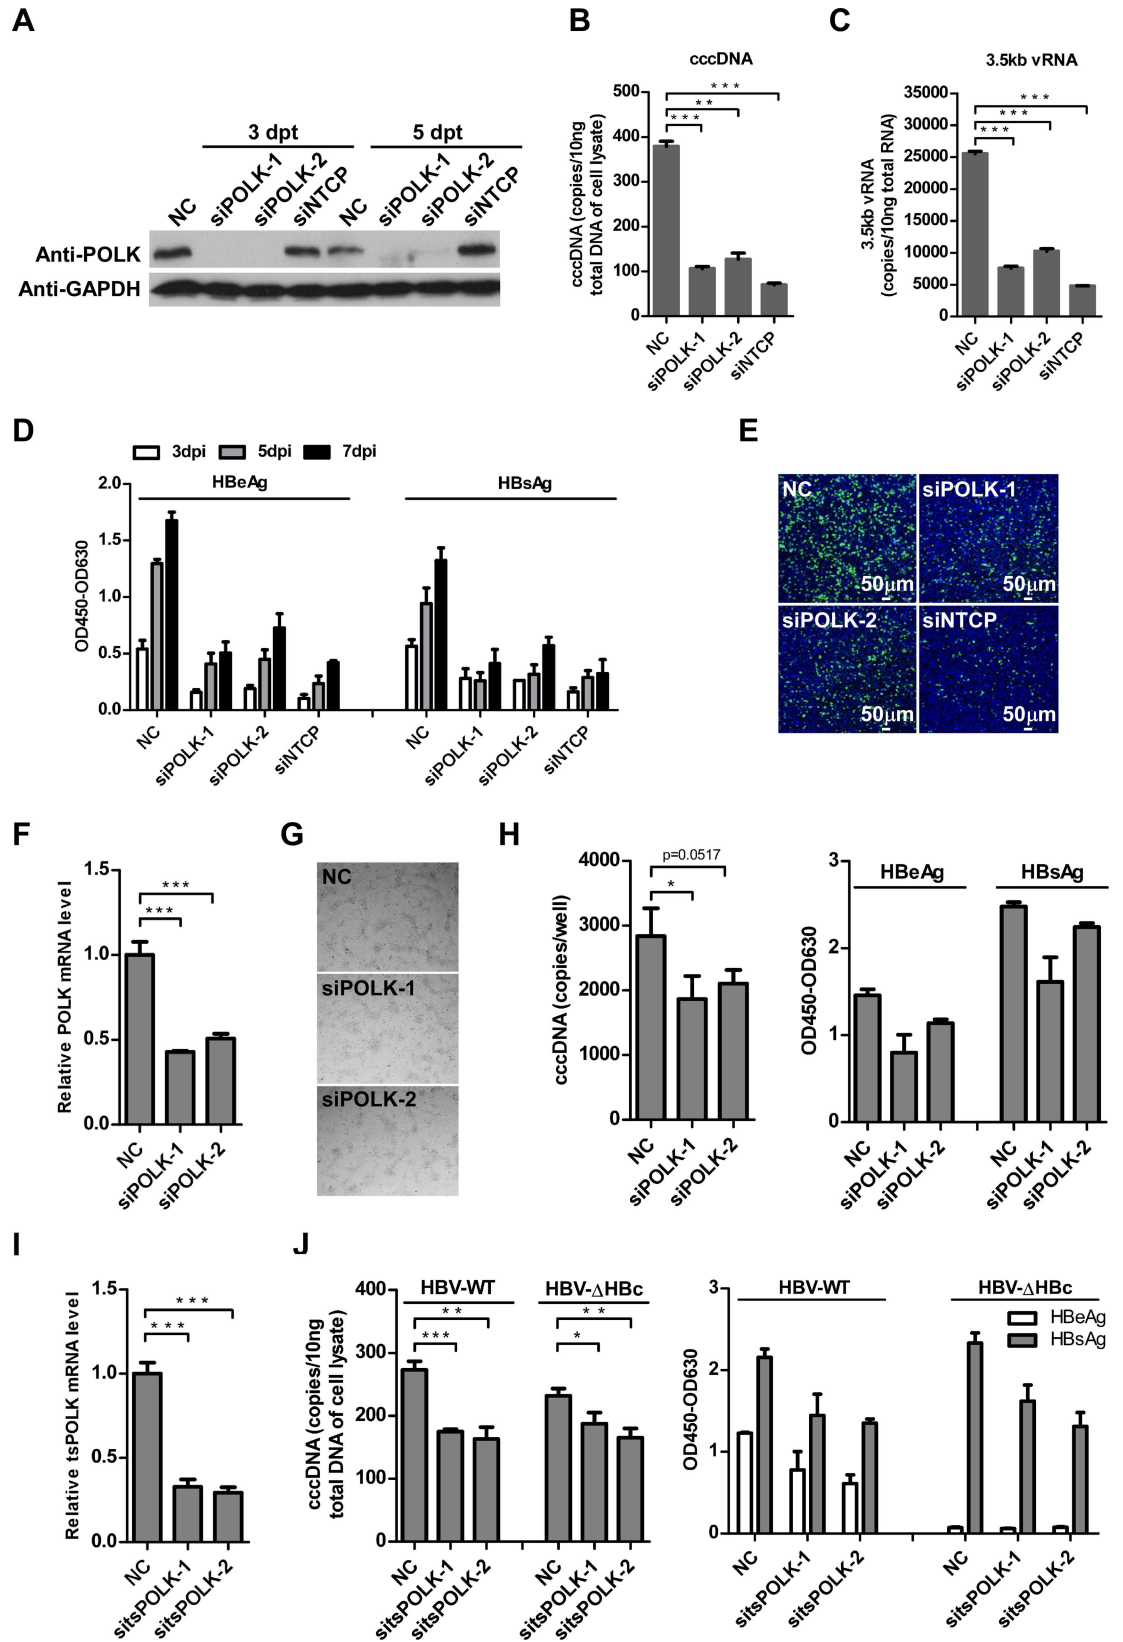 A
3 dpt
5 dpt
NC
siPOLK-1
siPOLK-2
siNTCP
NC
siPOLK-1
siPOLK-2
siNTCP
Anti-POLK
Anti-GAPDH
B
cccDNA
cccDNA (copies/10ng
total DNA of cell lysate)
500
400
300
200
100
0
***
**
***
NC
siPOLK-1
siPOLK-2
siNTCP
C
3.5kb vRNA
3.5kb vRNA
(copies/10ng total RNA)
35000
30000
25000
20000
15000
10000
5000
0
***
***
***
NC
siPOLK-1
siPOLK-2
siNTCP
D
3dpi
5dpi
7dpi
HBeAg
HBsAg
OD450-OD630
2.0
1.5
1.0
0.5
0.0
NC
siPOLK-1
siPOLK-2
siNTCP
NC
siPOLK-1
siPOLK-2
siNTCP
E
NC
50μm
siPOLK-1
50μm
siPOLK-2
50μm
siNTCP
50μm
F
Relative POLK mRNA level
1.5
1.0
0.5
0.0
***
***
NC
siPOLK-1
siPOLK-2
G
NC
siPOLK-1
siPOLK-2
H
cccDNA (copies/well)
4000
3000
2000
1000
0
p=0.0517
*
NC
siPOLK-1
siPOLK-2
OD450-OD630
3
2
1
0
HBeAg
HBsAg
NC
siPOLK-1
siPOLK-2
NC
siPOLK-1
siPOLK-2
I
Relative tsPOLK mRNA level
1.5
1.0
0.5
0.0
***
***
NC
sitsPOLK-1
sitsPOLK-2
J
cccDNA (copies/10ng
total DNA of cell lysate)
400
300
200
100
0
HBV-WT
HBV-ΔHBc
**
***
**
*
NC
sitsPOLK-1
sitsPOLK-2
NC
sitsPOLK-1
sitsPOLK-2
OD450-OD630
3
2
1
0
HBV-WT
HBV-ΔHBc
HBeAg
HBsAg
NC
sitsPOLK-1
sitsPOLK-2
NC
sitsPOLK-1
sitsPOLK-2